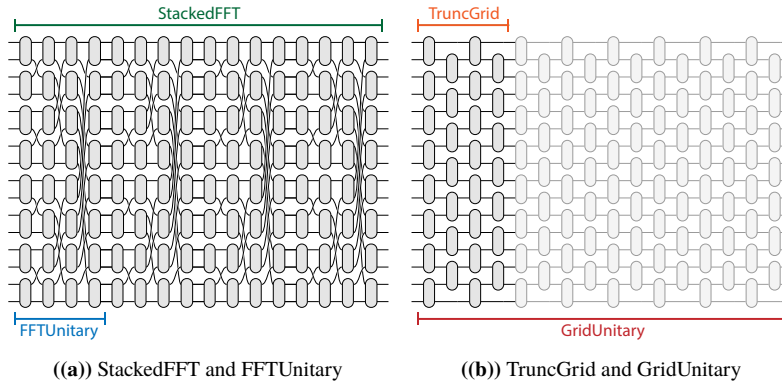 StackedFFT
TruncGrid
FFTUnitary
GridUnitary
((a)) StackedFFT and FFTUnitary
((b)) TruncGrid and GridUnitary